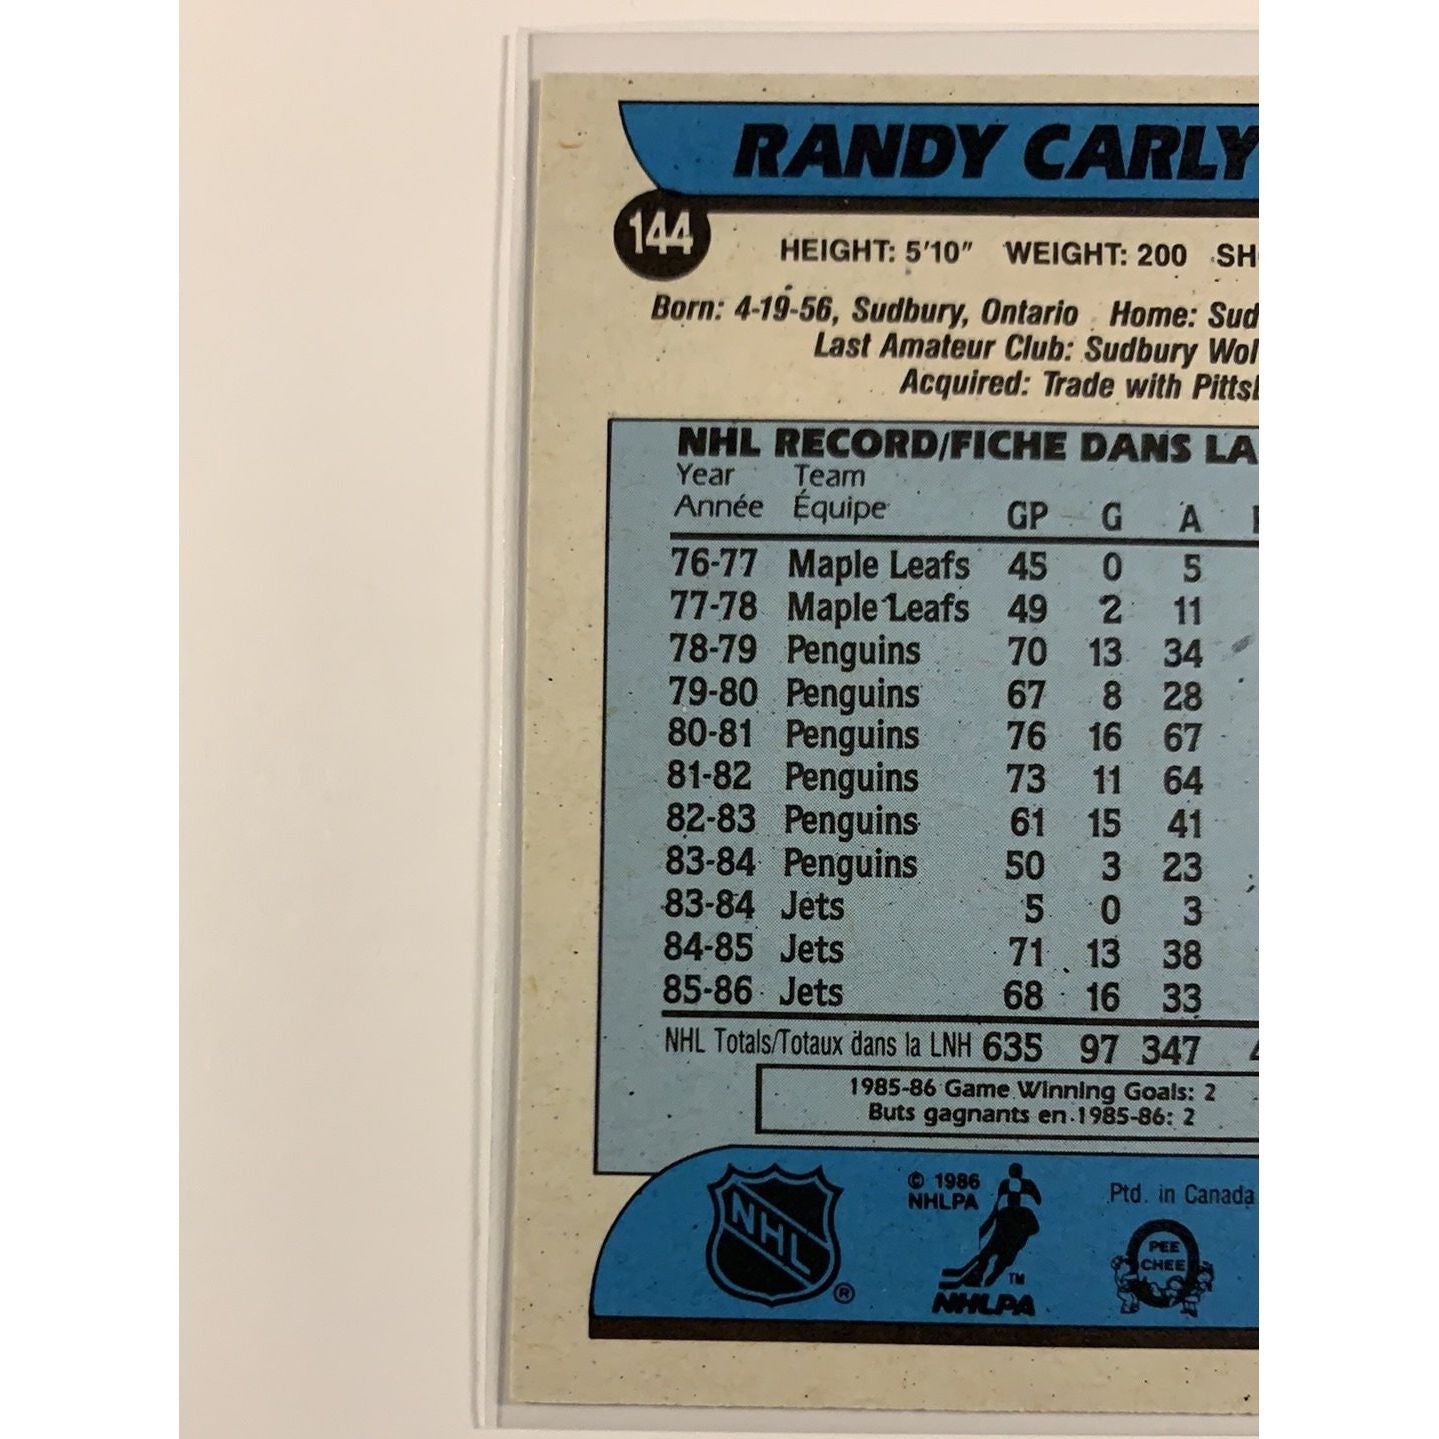 RANDY CARLY
144
HEIGHT: 5'10" WEIGHT: 200 SH
Born: 4-19-56, Sudbury, Ontario Home: Sud
Last Amateur Club: Sudbury Wol
Acquired: Trade with Pittsb
NHL RECORD/FICHE DANS LA
Year Team
Année Équipe GP G A
76-77 Maple Leafs 45 0 5
77-78 Maple Leafs 49 2 11
78-79 Penguins 70 13 34
79-80 Penguins 67 8 28
80-81 Penguins 76 16 67
81-82 Penguins 73 11 64
82-83 Penguins 61 15 41
83-84 Penguins 50 3 23
83-84 Jets 5 0 3
84-85 Jets 71 13 38
85-86 Jets 68 16 33
NHL Totals/Totaux dans la LNH 635 97 347 4
1985-86 Game Winning Goals: 2
Buts gagnants en 1985-86: 2
NHL ®
© 1986
NHLPA
TM
NHLPA
Ptd. in Canada
PEE
CHEE